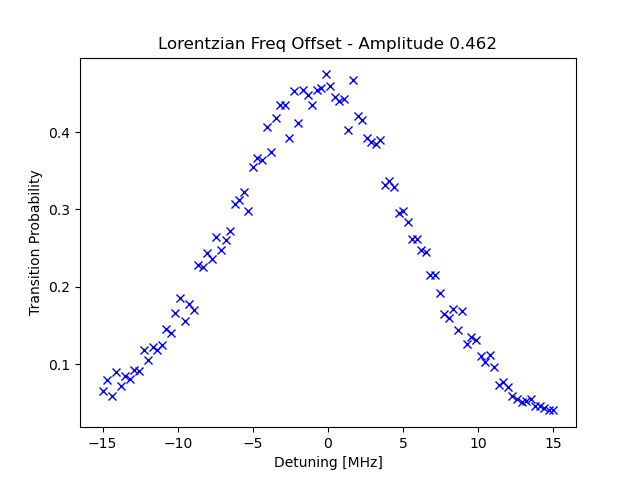 Lorentzian Freq Offset - Amplitude 0.462
Transition Probability
0.4
0.3
0.2
0.1
−15 −10 −5 0 5 10 15
Detuning [MHz]